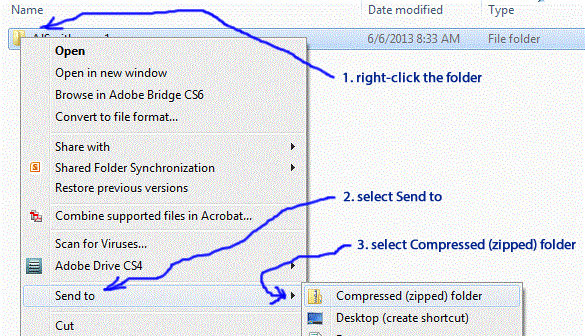 Name Date modified Type
6/6/2013 8:33 AM File folder
Open
1. right-click the folder
Open in new window
Browse in Adobe Bridge CS6
Convert to file format...
Share with
Shared Folder Synchronization
Restore previous versions
2. select Send to
Combine supported files in Acrobat...
Scan for Viruses...
3. select Compressed (zipped) folder
Adobe Drive CS4
Send to
Compressed (zipped) folder
Desktop (create shortcut)
Cut